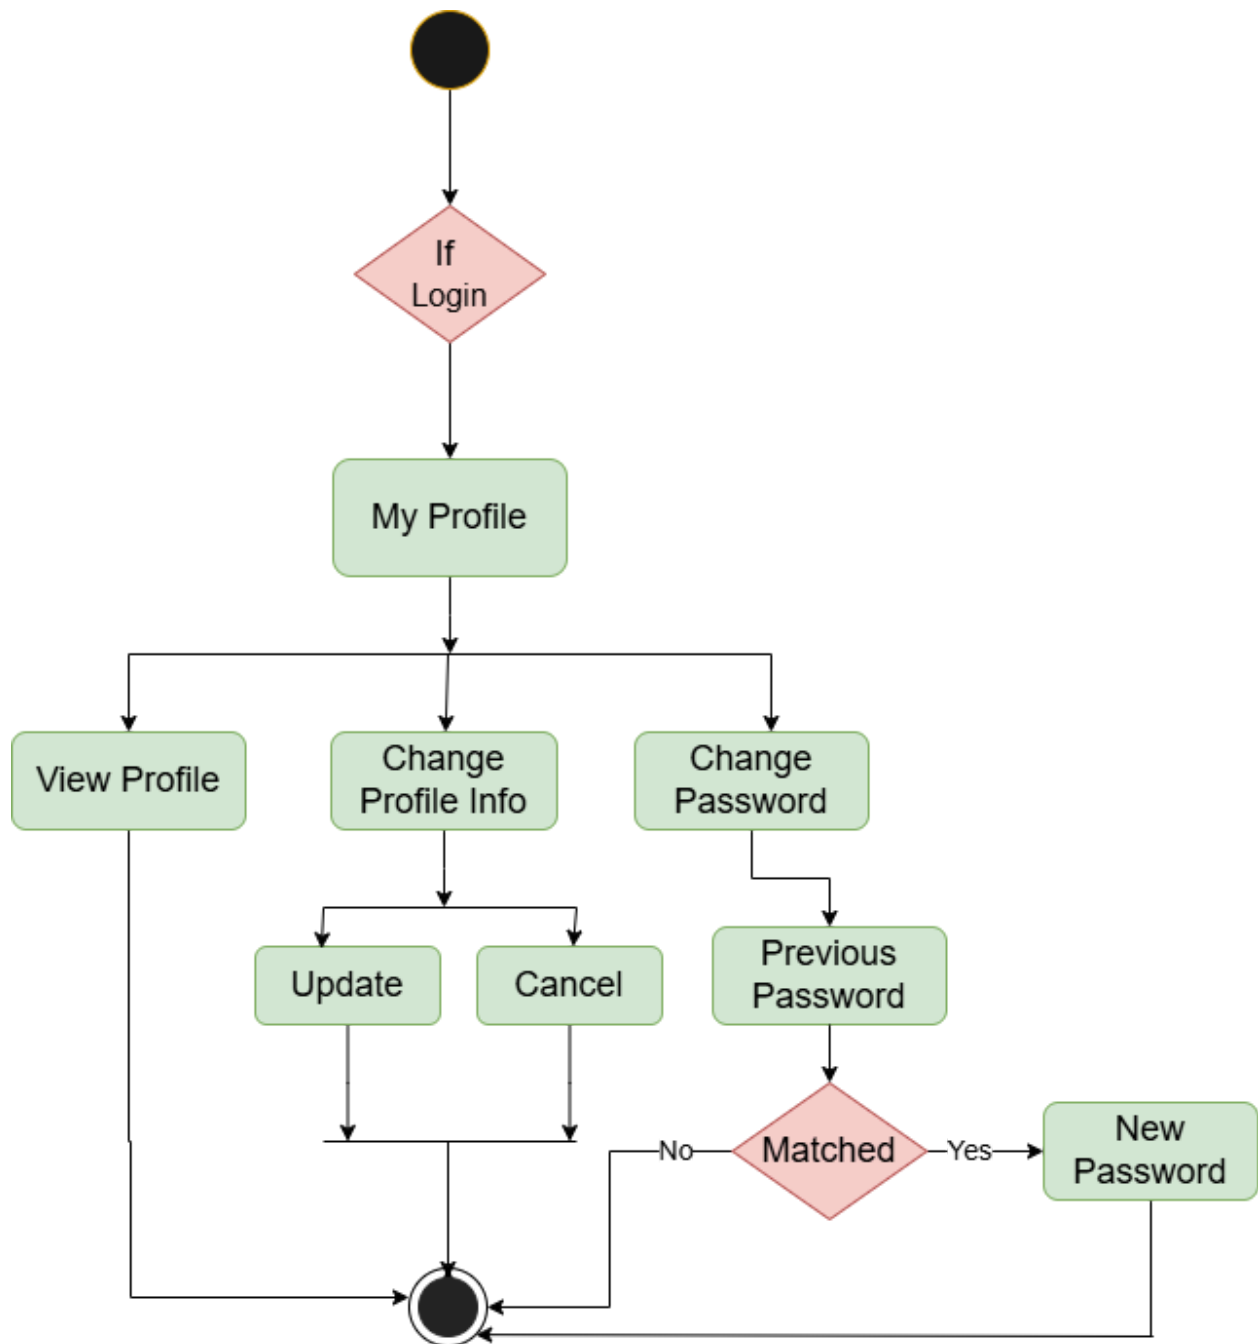 If
Login
My Profile
View Profile
Change
Profile Info
Change
Password
Update
Cancel
Previous
Password
No
Matched
Yes
New
Password